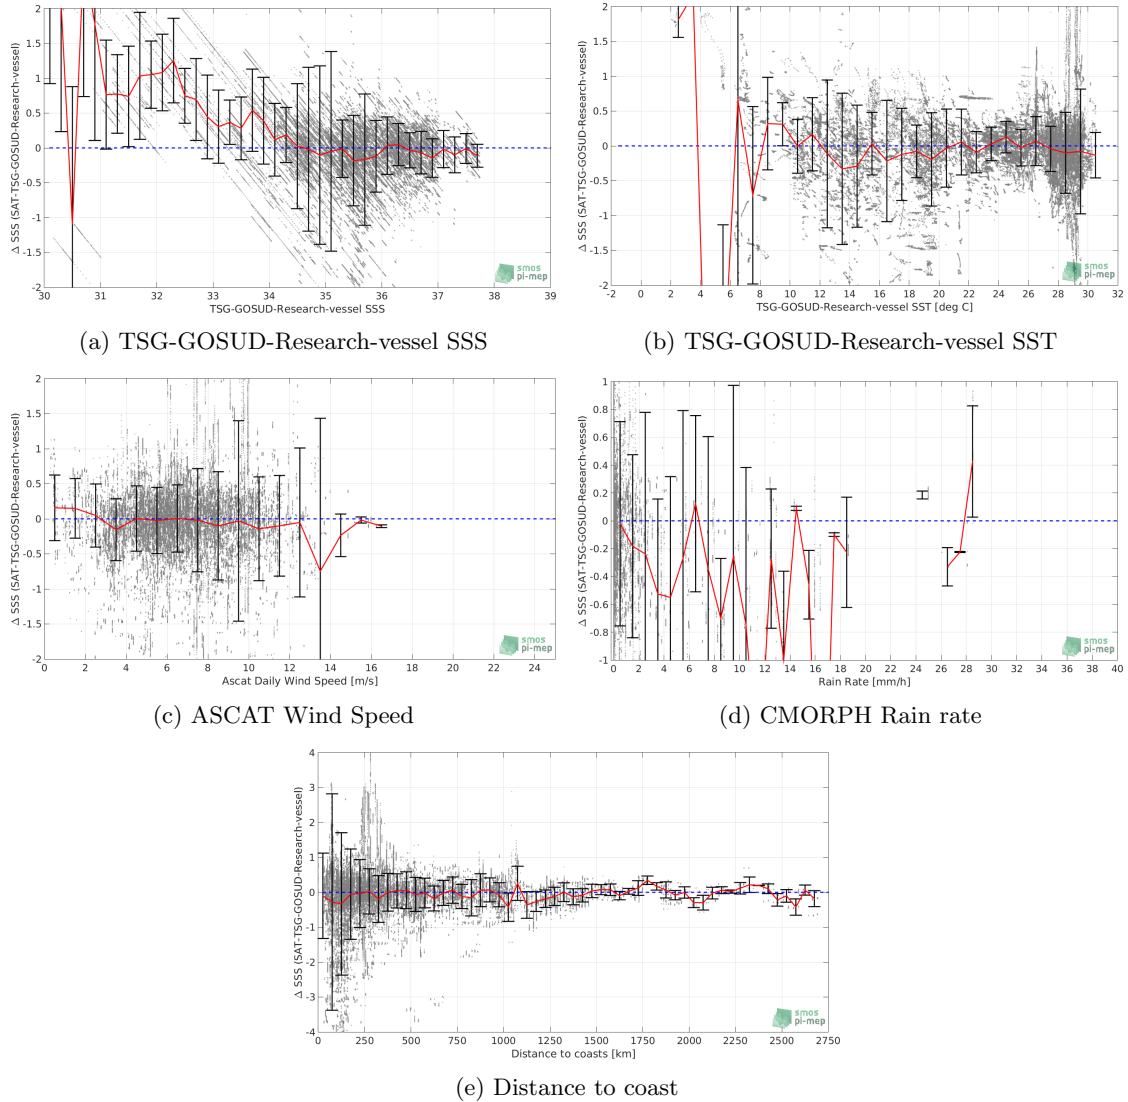 2
1.5
1
0.5
0
-0.5
-1
-1.5
-2
Δ SSS (SAT-TSG-GOSUD-Research-vessel)
30 31 32 33 34 35 36 37 38 39
TSG-GOSUD-Research-vessel SSS
smos
pi-mep
(a) TSG-GOSUD-Research-vessel SSS
2
1.5
1
0.5
0
-0.5
-1
-1.5
-2
Δ SSS (SAT-TSG-GOSUD-Research-vessel)
-2 0 2 4 6 8 10 12 14 16 18 20 22 24 26 28 30 32
TSG-GOSUD-Research-vessel SST [deg C]
smos
pi-mep
(b) TSG-GOSUD-Research-vessel SST
2
1.5
1
0.5
0
-0.5
-1
-1.5
-2
Δ SSS (SAT-TSG-GOSUD-Research-vessel)
0 2 4 6 8 10 12 14 16 18 20 22 24
Ascat Daily Wind Speed [m/s]
smos
pi-mep
(c) ASCAT Wind Speed
1
0.8
0.6
0.4
0.2
0
-0.2
-0.4
-0.6
-0.8
-1
Δ SSS (SAT-TSG-GOSUD-Research-vessel)
0 2 4 6 8 10 12 14 16 18 20 22 24 26 28 30 32 34 36 38 40
Rain Rate [mm/h]
smos
pi-mep
(d) CMORPH Rain rate
4
3
2
1
0
-1
-2
-3
-4
Δ SSS (SAT-TSG-GOSUD-Research-vessel)
0 250 500 750 1000 1250 1500 1750 2000 2250 2500 2750
Distance to coasts [km]
smos
pi-mep
(e) Distance to coast